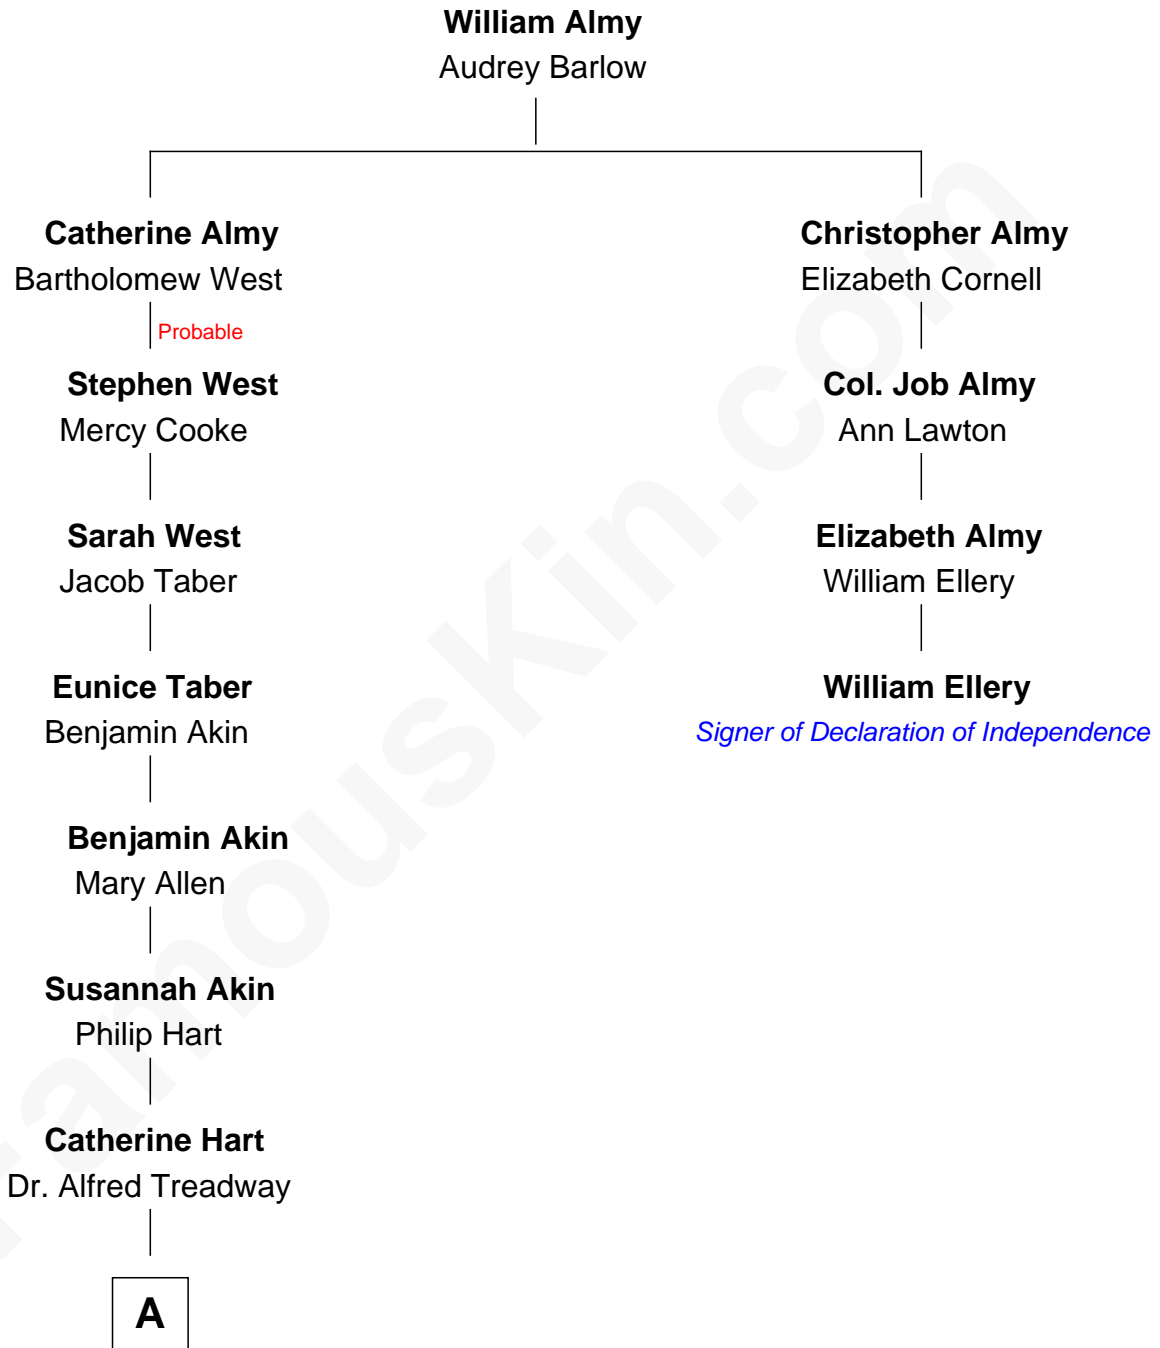 William Almy
Audrey Barlow
Catherine Almy
Bartholomew West
Probable
Stephen West
Mercy Cooke
Sarah West
Jacob Taber
Eunice Taber
Benjamin Akin
Benjamin Akin
Mary Allen
Susannah Akin
Philip Hart
Catherine Hart
Dr. Alfred Treadway
A
Christopher Almy
Elizabeth Cornell
Col. Job Almy
Ann Lawton
Elizabeth Almy
William Ellery
William Ellery
Signer of Declaration of Independence
FamousKin.com